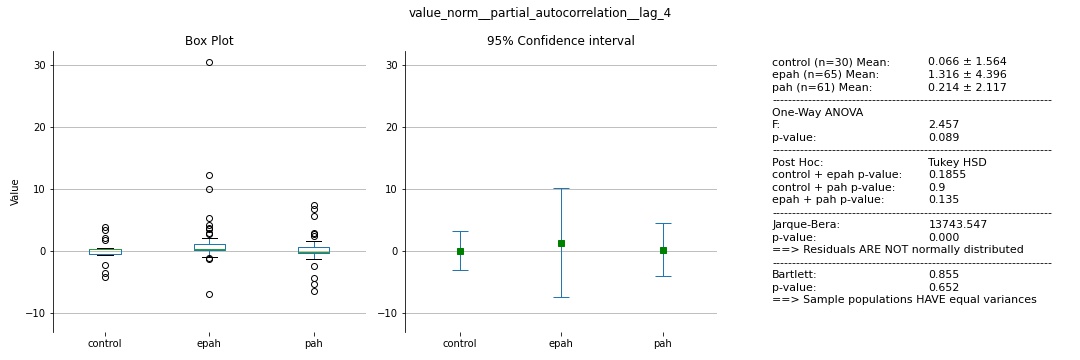 value_norm__partial_autocorrelation__lag_4
Box Plot
Value
30
20
10
0
−10
control epah pah
95% Confidence interval
30
20
10
0
−10
control epah pah
control (n=30) Mean: 0.066 ± 1.564
epah (n=65) Mean: 1.316 ± 4.396
pah (n=61) Mean: 0.214 ± 2.117
One-Way ANOVA
F: 2.457
p-value: 0.089
Post Hoc: Tukey HSD
control + epah p-value: 0.1855
control + pah p-value: 0.9
epah + pah p-value: 0.135
Jarque-Bera: 13743.547
p-value: 0.000
==> Residuals ARE NOT normally distributed
Bartlett: 0.855
p-value: 0.652
==> Sample populations HAVE equal variances